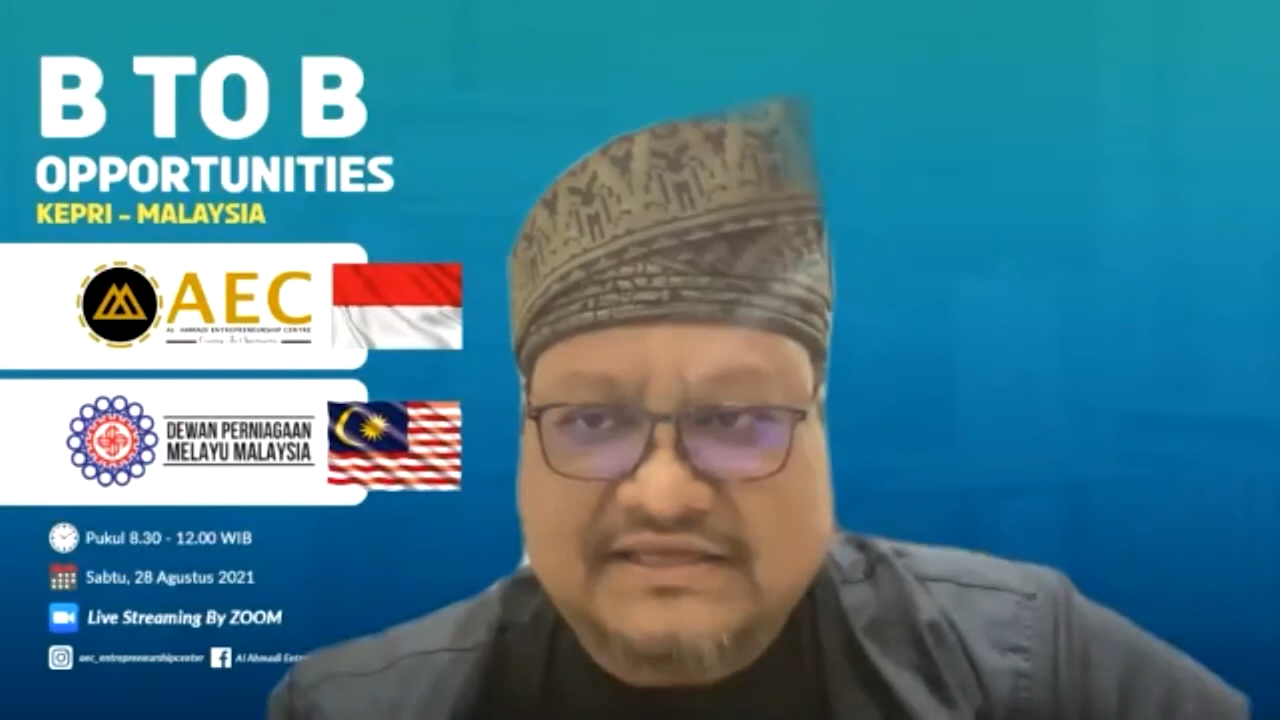 B TO B
OPPORTUNITIES
KEPRI - MALAYSIA
AEC
AL AHMADI ENTREPRENEURSHIP CENTRE
DEWAN PERNIAGAAN
MELAYU MALAYSIA
Pukul 8.30 - 12.00 WIB
Sabtu, 28 Agustus 2021
Live Streaming By ZOOM
aec_entrepreneurshipcenter Al Ahmadi